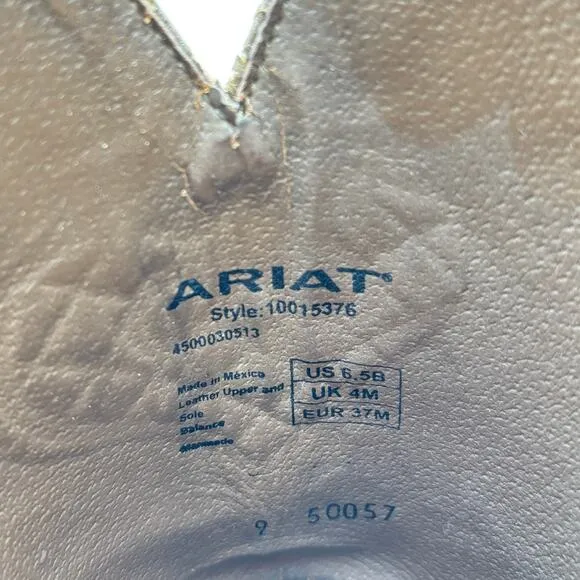 ARIAT®
Style:10015376
4500030513
Made in México
Leather Upper and
Sole
Balance
Manmade
US 6.5B
UK 4M
EUR 37M
9 50057